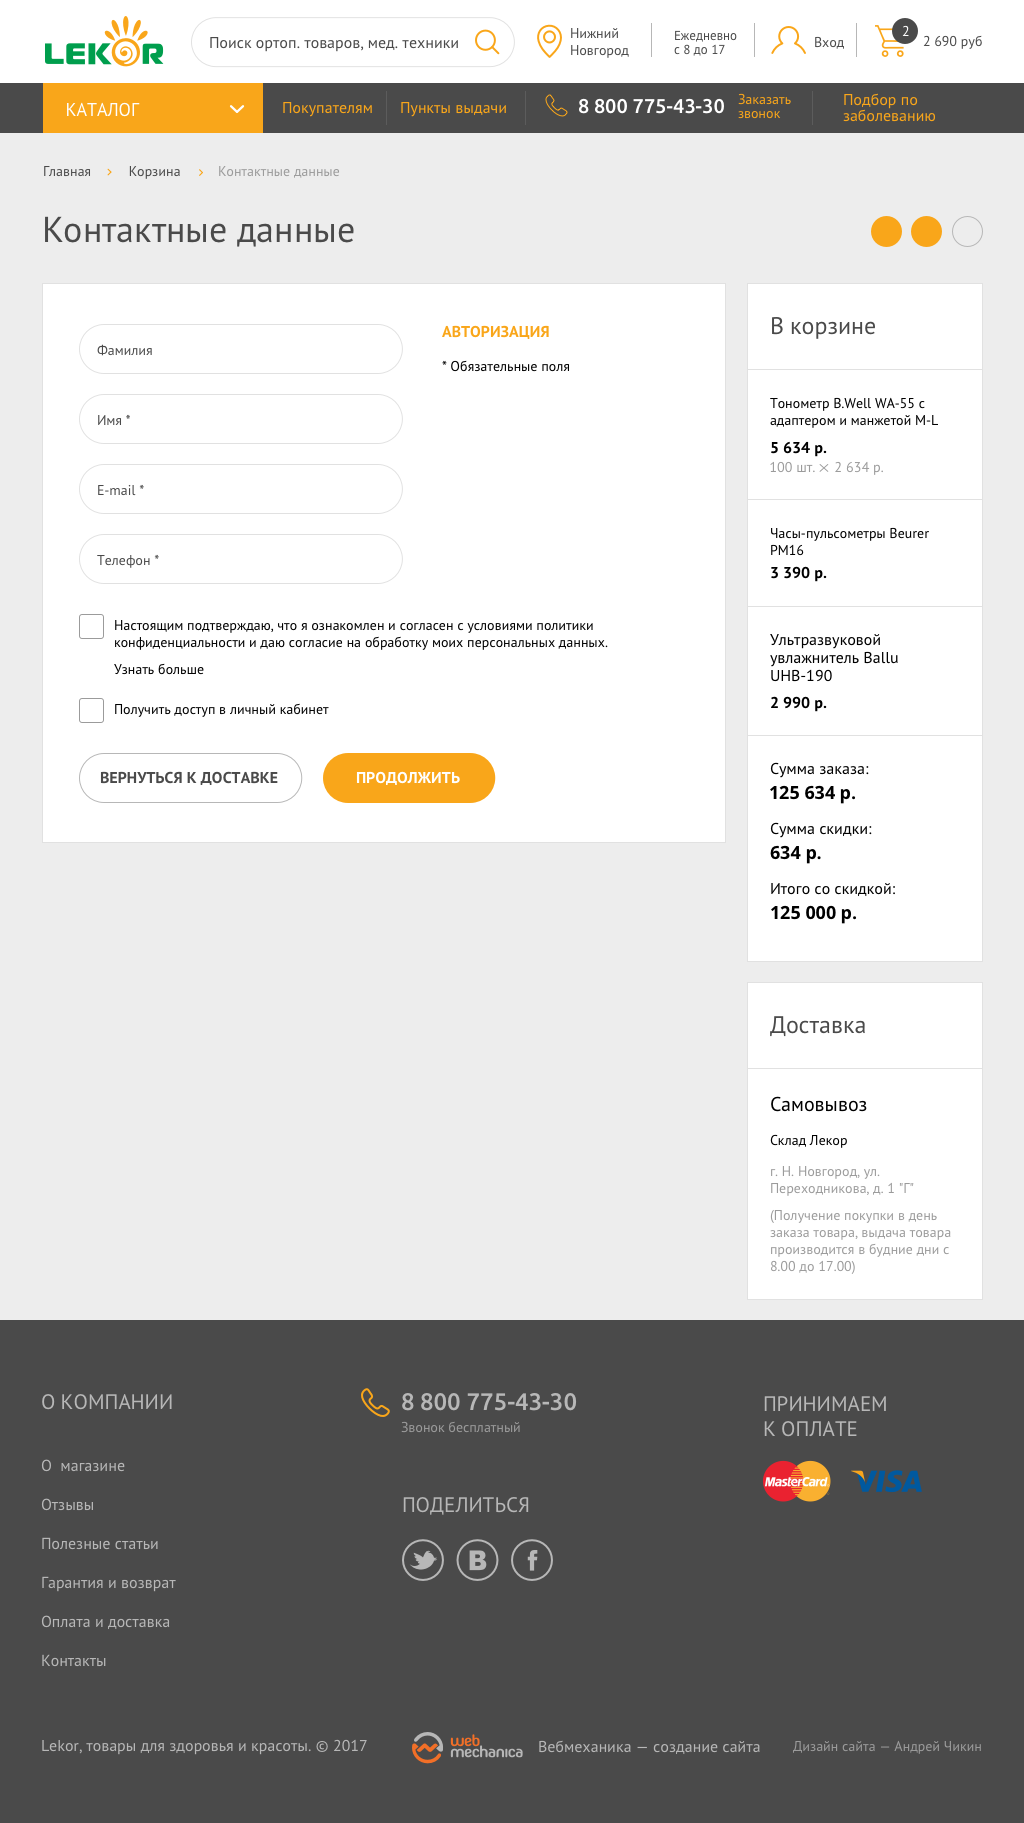 LEKOR
Поиск ортоп. товаров, мед. техники
Нижний
Новгород
Ежедневно
с 8 до 17
Вход
2
2 690 руб
КАТАЛОГ
Покупателям
Пункты выдачи
8 800 775-43-30
Заказать
звонок
Подбор по
заболеванию
Главная
Корзина
Контактные данные
Контактные данные
Фамилия
Имя *
E-mail *
Телефон *
АВТОРИЗАЦИЯ
* Обязательные поля
Настоящим подтверждаю, что я ознакомлен и согласен с условиями политики
конфиденциальности и даю согласие на обработку моих персональных данных.
Узнать больше
Получить доступ в личный кабинет
ВЕРНУТЬСЯ К ДОСТАВКЕ
ПРОДОЛЖИТЬ
В корзине
Тонометр B.Well WA-55 с
адаптером и манжетой M-L
5 634 р.
100 шт. × 2 634 р.
Часы-пульсометры Beurer
PM16
3 390 р.
Ультразвуковой
увлажнитель Ballu
UHB-190
2 990 р.
Сумма заказа:
125 634 р.
Сумма скидки:
634 р.
Итого со скидкой:
125 000 р.
Доставка
Самовывоз
Склад Лекор
г. Н. Новгород, ул.
Переходникова, д. 1 "Г"
(Получение покупки в день
заказа товара, выдача товара
производится в будние дни с
8.00 до 17.00)
О КОМПАНИИ
О магазине
Отзывы
Полезные статьи
Гарантия и возврат
Оплата и доставка
Контакты
8 800 775-43-30
Звонок бесплатный
ПОДЕЛИТЬСЯ
В
f
ПРИНИМАЕМ
К ОПЛАТЕ
MasterCard
VISA
Lekor, товары для здоровья и красоты. © 2017
web
mechanica
Вебмеханика — создание сайта
Дизайн сайта — Андрей Чикин